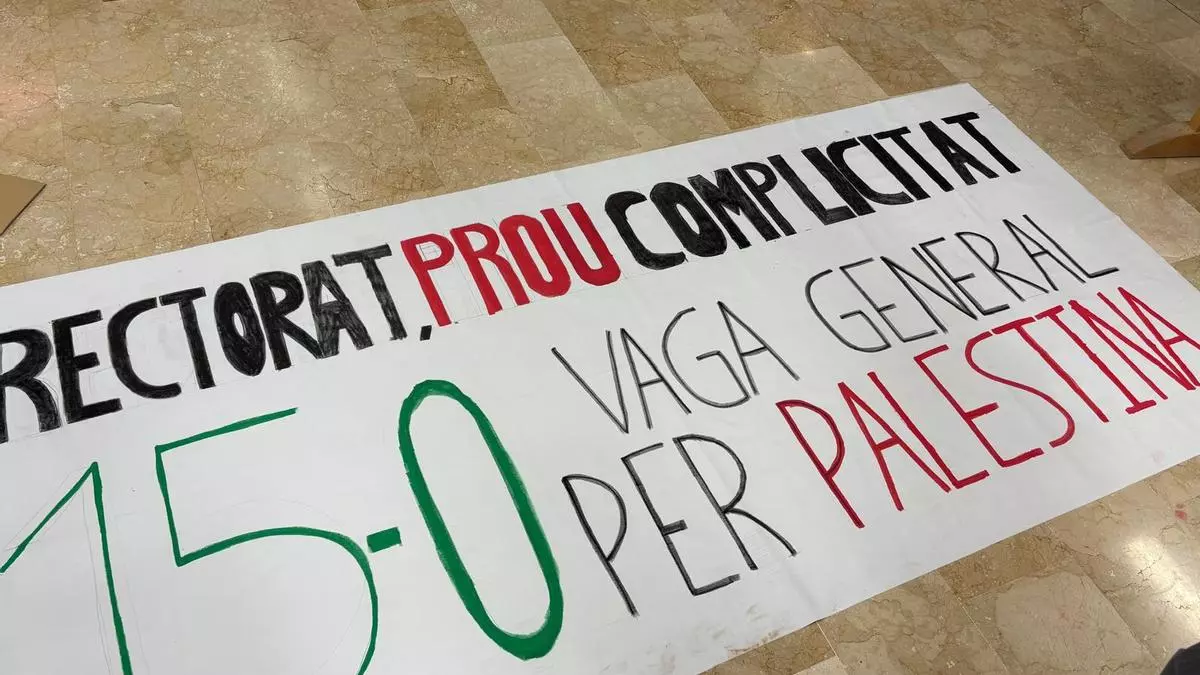 RECTORAT, PROU COMPLICITAT
15-O
VAGA GENERAL
PER PALESTINA